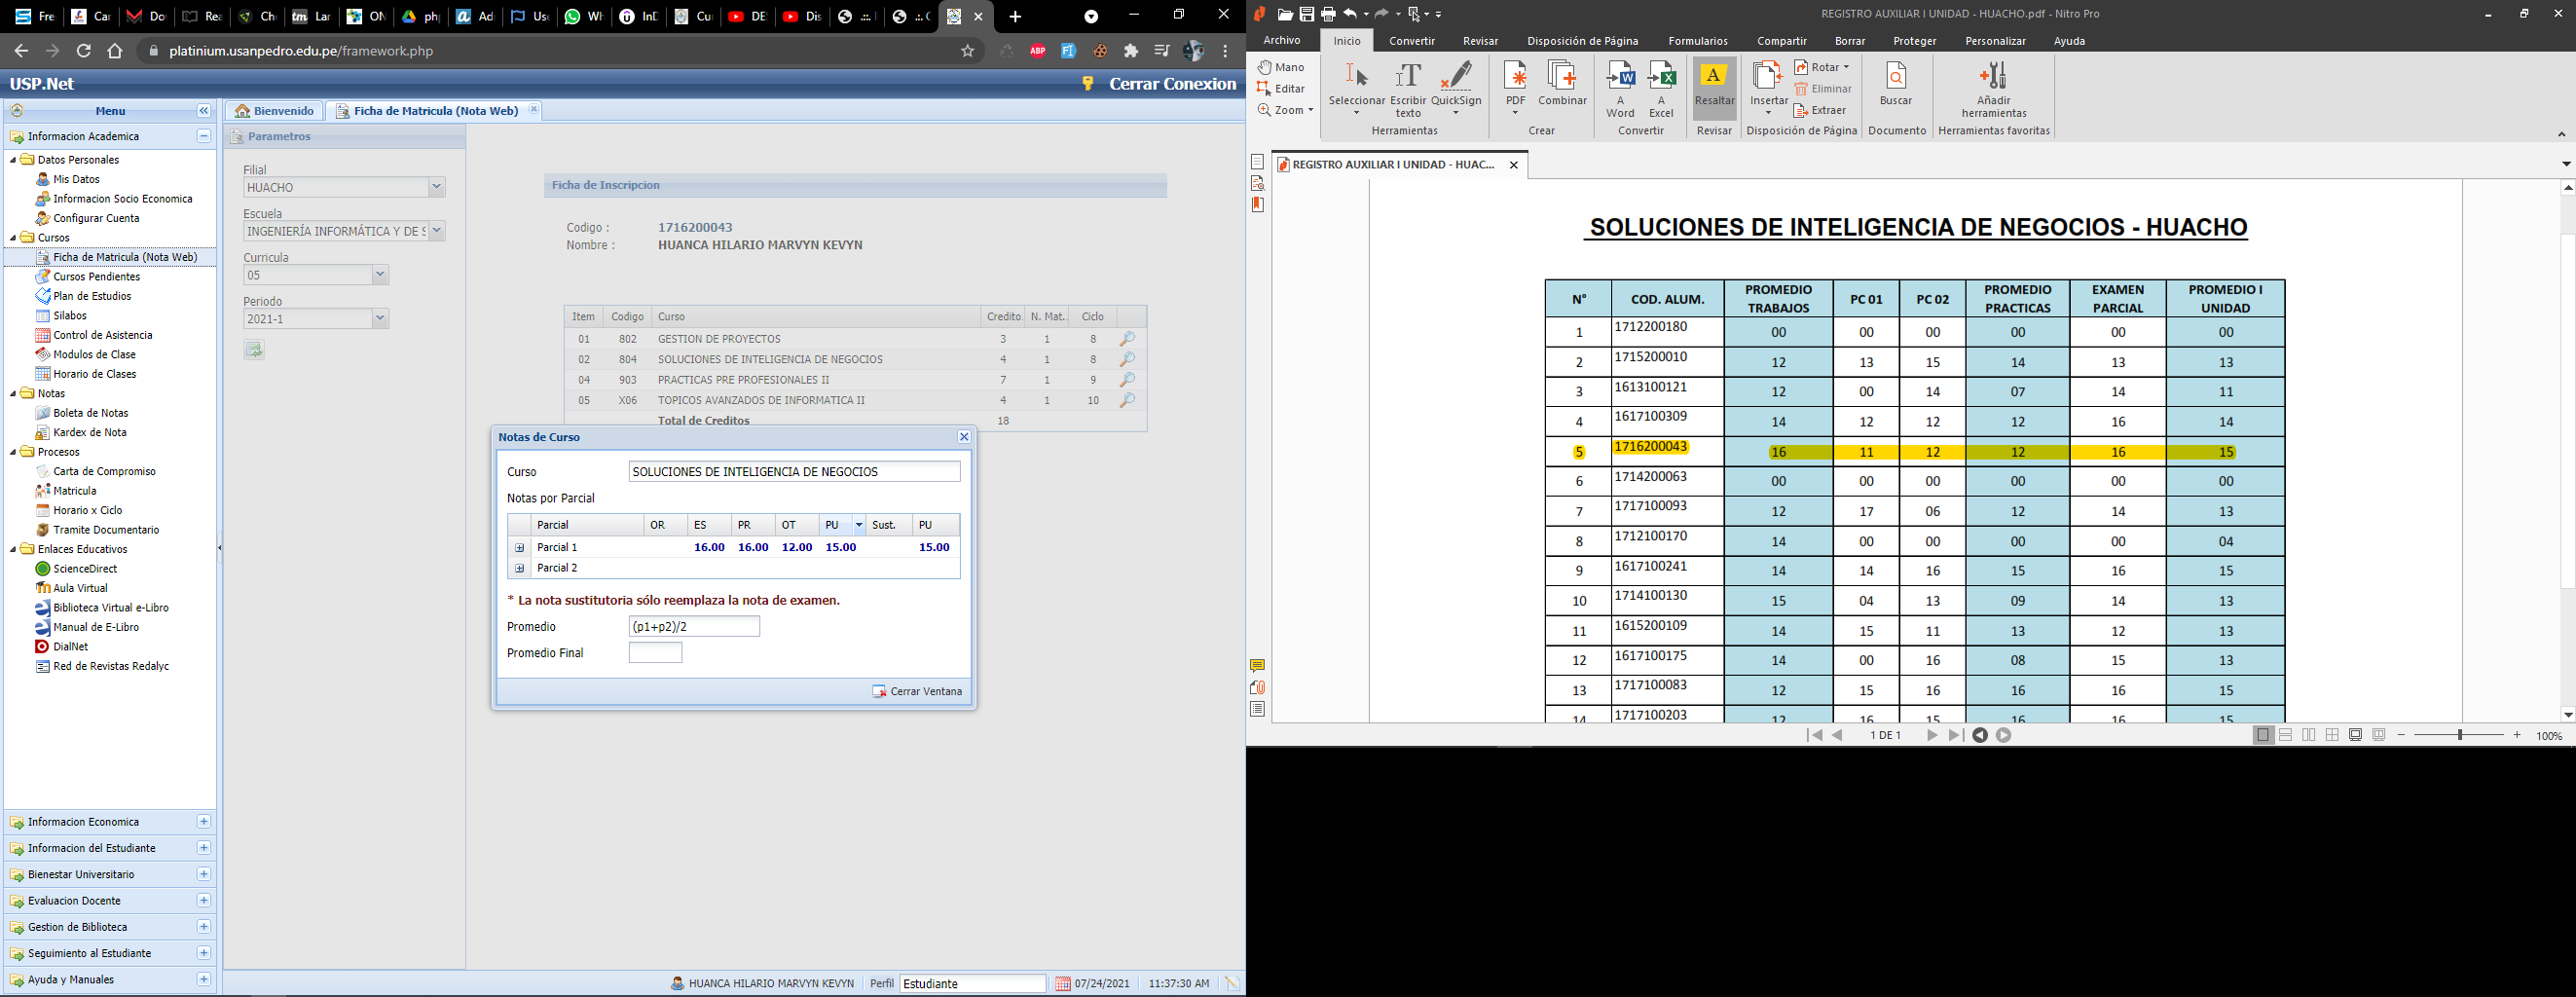 Fre
Car
Do
Rea
Ch
tm Lar
ON
ph
Ad
Us
Wh
InD
Cu
DE
Dis
platinium.usanpedro.edu.pe/framework.php
ABP
USP.Net
Cerrar Conexion
Menu
Bienvenido
Ficha de Matricula (Nota Web)
Informacion Academica
Datos Personales
Mis Datos
Informacion Socio Economica
Configurar Cuenta
Cursos
Ficha de Matricula (Nota Web)
Cursos Pendientes
Plan de Estudios
Silabos
Control de Asistencia
Modulos de Clase
Horario de Clases
Notas
Boleta de Notas
Kardex de Nota
Procesos
Carta de Compromiso
Matricula
Horario x Ciclo
Tramite Documentario
Enlaces Educativos
ScienceDirect
Aula Virtual
Biblioteca Virtual e-Libro
Manual de E-Libro
DialNet
Red de Revistas Redalyc
Informacion Economica
Informacion del Estudiante
Bienestar Universitario
Evaluacion Docente
Gestion de Biblioteca
Seguimiento al Estudiante
Ayuda y Manuales
Parametros
Filial
HUACHO
Escuela
INGENIERÍA INFORMÁTICA Y DE S
Curricula
05
Periodo
2021-1
Ficha de Inscripcion
Codigo : 1716200043
Nombre : HUANCA HILARIO MARVYN KEVYN
Item Codigo Curso Credito. N. Mat.. Ciclo
01 802 GESTION DE PROYECTOS 3 1 8
02 804 SOLUCIONES DE INTELIGENCIA DE NEGOCIOS 4 1 8
04 903 PRACTICAS PRE PROFESIONALES II 7 1 9
05 X06 TOPICOS AVANZADOS DE INFORMATICA II 4 1 10
Total de Creditos 18
Notas de Curso
Curso SOLUCIONES DE INTELIGENCIA DE NEGOCIOS
Notas por Parcial
Parcial OR ES PR OT PU Sust. PU
Parcial 1 16.00 16.00 12.00 15.00 15.00
Parcial 2
* La nota sustitutoria sólo reemplaza la nota de examen.
Promedio (p1+p2)/2
Promedio Final
Cerrar Ventana
HUANCA HILARIO MARVYN KEVYN Perfil Estudiante 07/24/2021 11:37:30 AM
REGISTRO AUXILIAR I UNIDAD - HUACHO.pdf - Nitro Pro
Archivo Inicio Convertir Revisar Disposición de Página Formularios Compartir Borrar Proteger Personalizar Ayuda
Mano
Editar
Zoom
Seleccionar
Escribir texto
QuickSign
Herramientas
PDF
Combinar
Crear
A Word
A Excel
Convertir
Resaltar
Revisar
Insertar
Rotar
Eliminar
Extraer
Disposición de Página
Buscar
Documento
Añadir herramientas
Herramientas favoritas
REGISTRO AUXILIAR I UNIDAD - HUAC...
SOLUCIONES DE INTELIGENCIA DE NEGOCIOS - HUACHO
N° COD. ALUM. PROMEDIO TRABAJOS PC 01 PC 02 PROMEDIO PRACTICAS EXAMEN PARCIAL PROMEDIO I UNIDAD
1 1712200180 00 00 00 00 00 00
2 1715200010 12 13 15 14 13 13
3 1613100121 12 00 14 07 14 11
4 1617100309 14 12 12 12 16 14
5 1716200043 16 11 12 12 16 15
6 1714200063 00 00 00 00 00 00
7 1717100093 12 17 06 12 14 13
8 1712100170 14 00 00 00 00 04
9 1617100241 14 14 16 15 16 15
10 1714100130 15 04 13 09 14 13
11 1615200109 14 15 11 13 12 13
12 1617100175 14 00 16 08 15 13
13 1717100083 12 15 16 16 16 15
14 1717100203 12 16 15 16 16 15
1 DE 1
100%